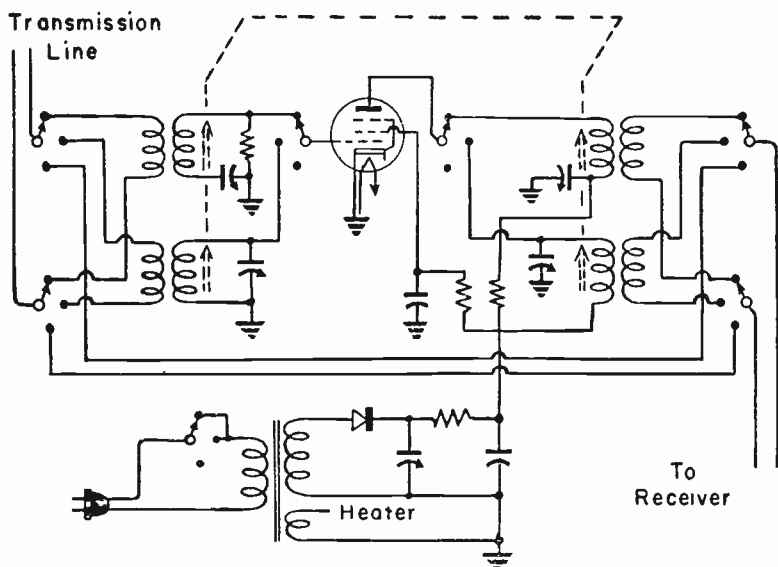 Transmission
Line
Heater
To
Receiver